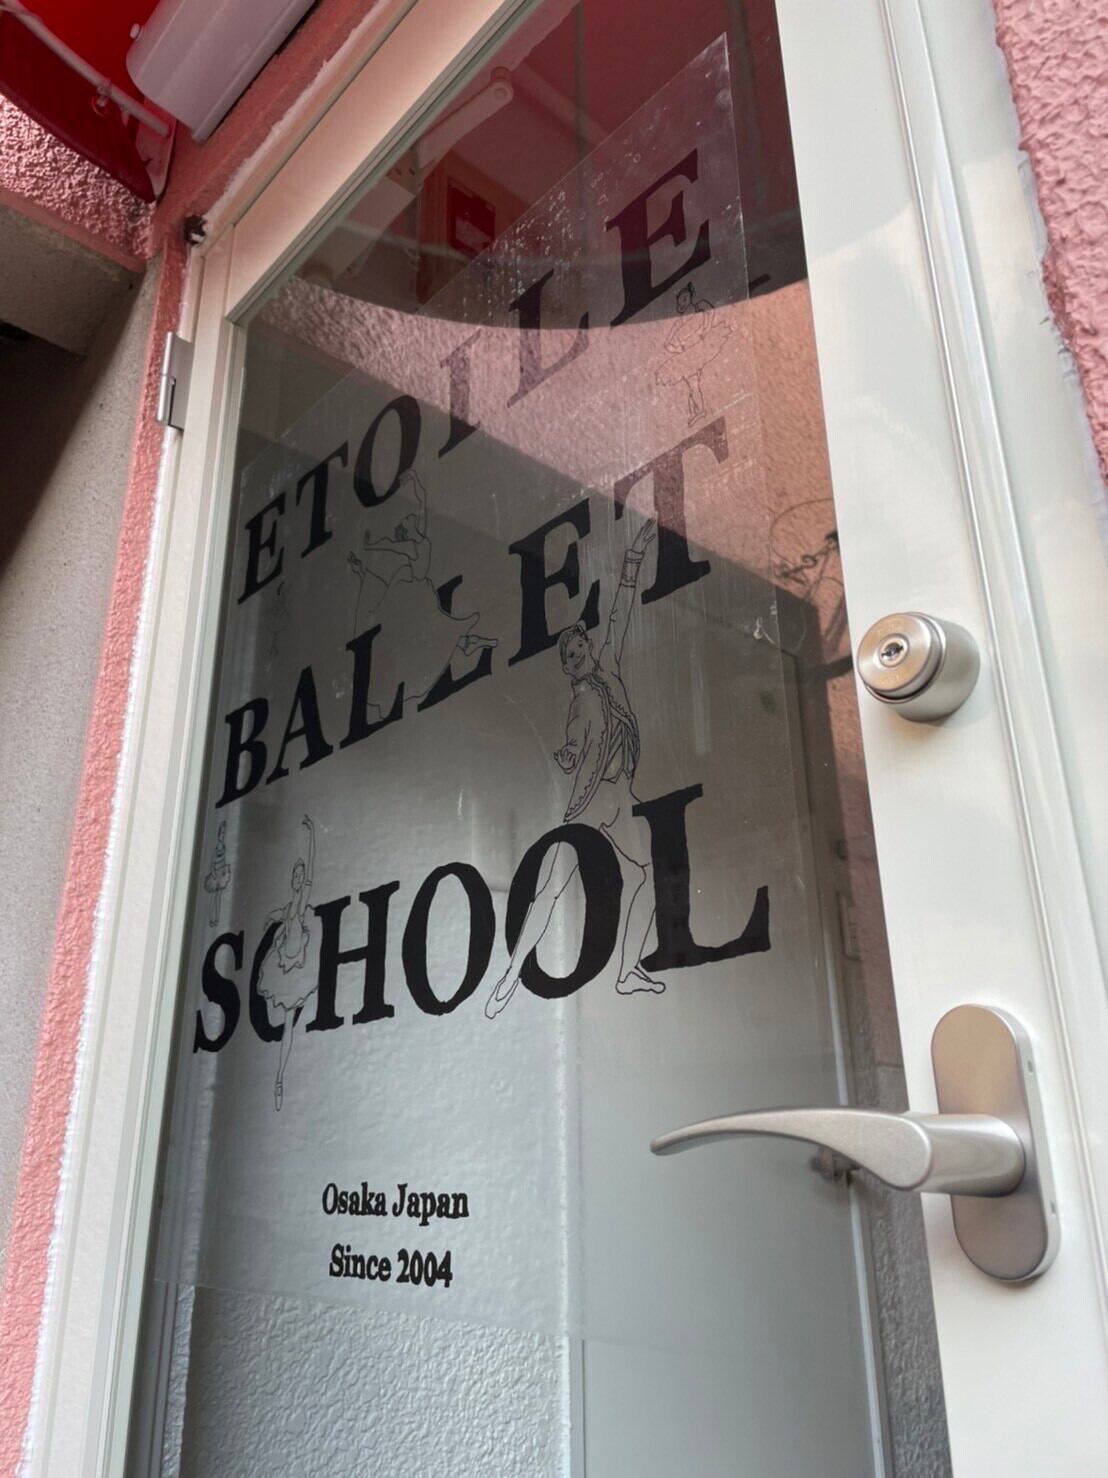 ETOILE
BALLET
SCHOOL
Osaka Japan
Since 2004